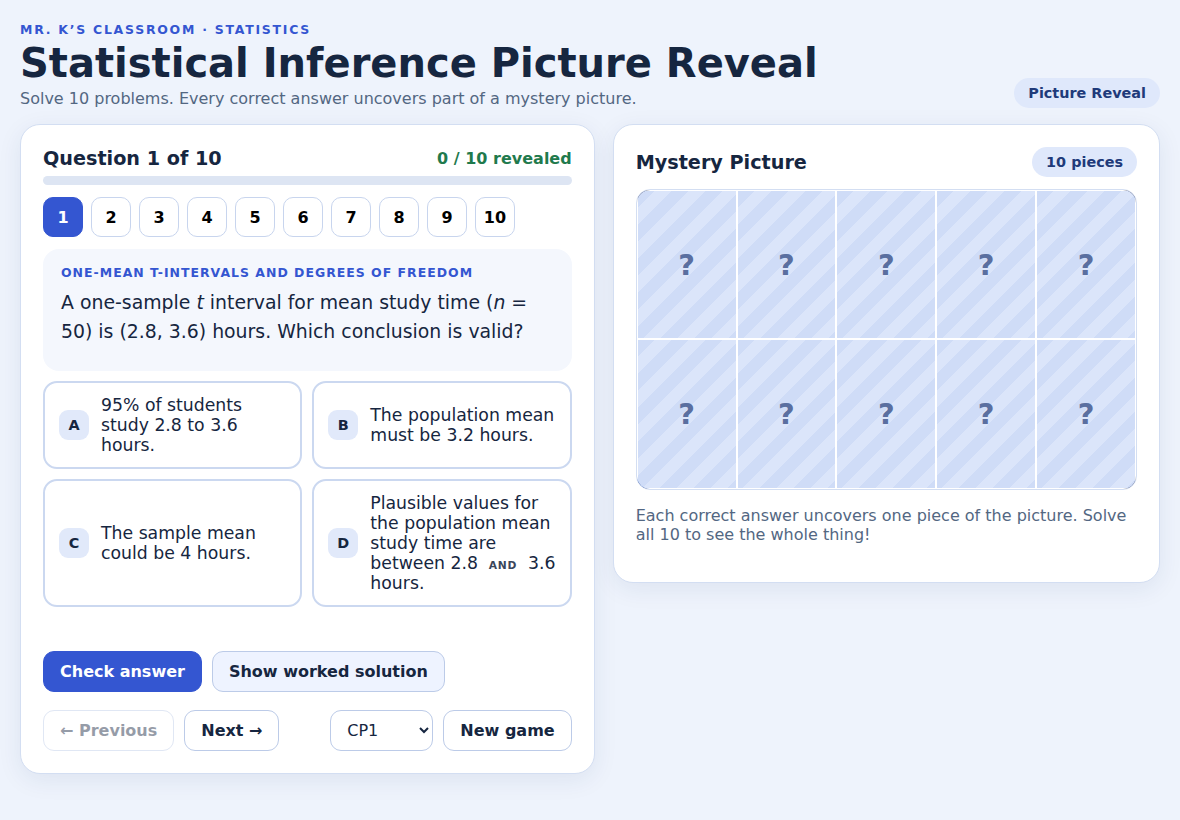 MR. K’S CLASSROOM · STATISTICS
Statistical Inference Picture Reveal
Solve 10 problems. Every correct answer uncovers part of a mystery picture.
Picture Reveal
Question 1 of 10
0 / 10 revealed
1 2 3 4 5 6 7 8 9 10
ONE-MEAN T-INTERVALS AND DEGREES OF FREEDOM
A one-sample t interval for mean study time (n =
50) is (2.8, 3.6) hours. Which conclusion is valid?
A
95% of students
study 2.8 to 3.6
hours.
B
The population mean
must be 3.2 hours.
C
The sample mean
could be 4 hours.
D
Plausible values for
the population mean
study time are
between 2.8 AND 3.6
hours.
Check answer
Show worked solution
← Previous
Next →
CP1
New game
Mystery Picture
10 pieces
? ? ? ? ?
? ? ? ? ?
Each correct answer uncovers one piece of the picture. Solve
all 10 to see the whole thing!